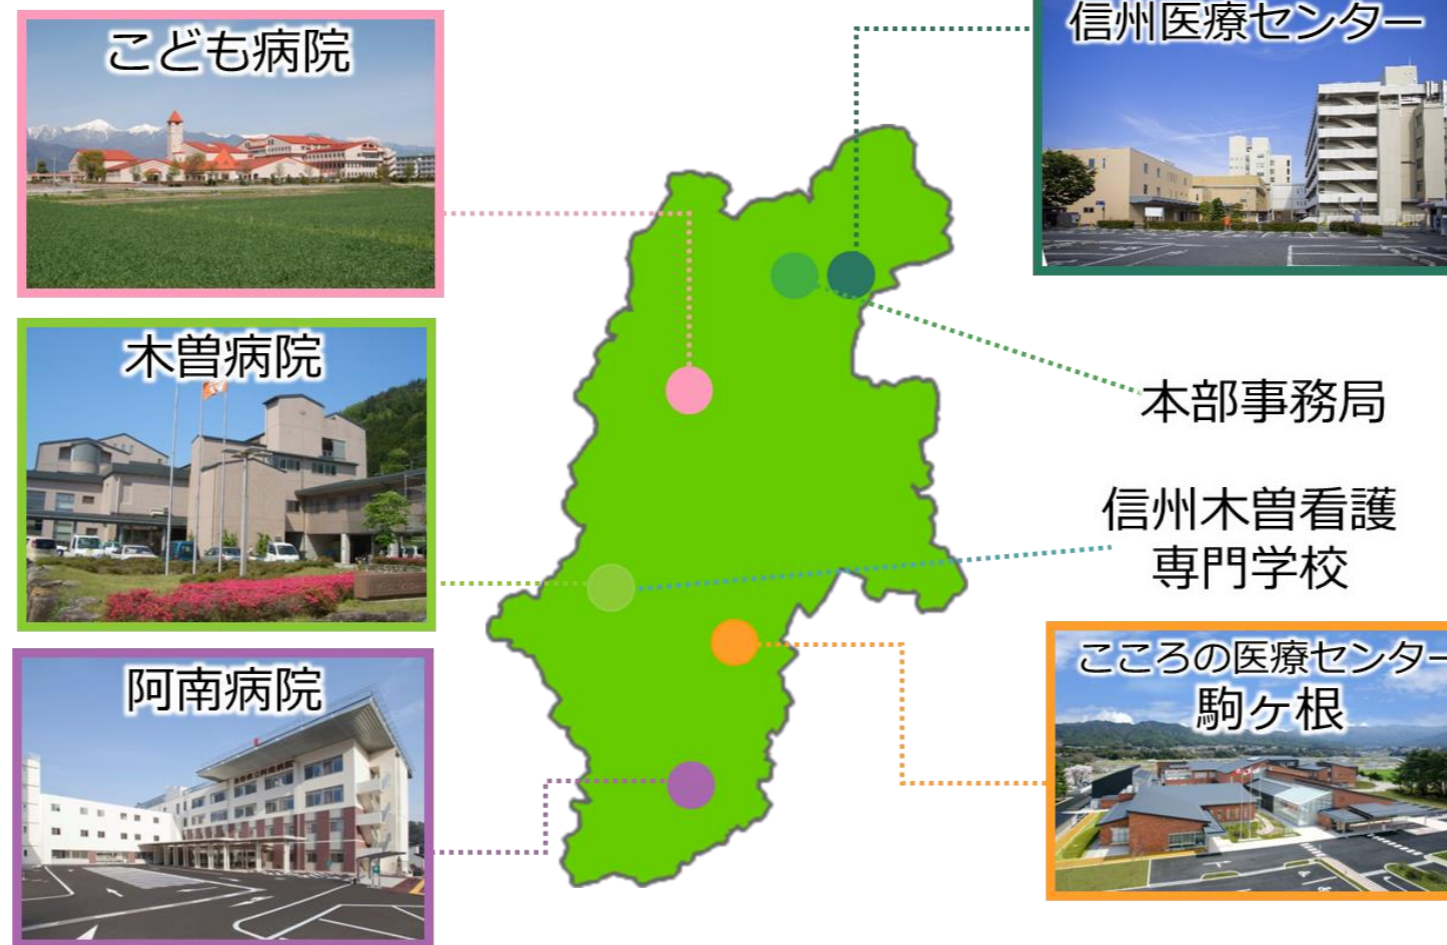 こども病院
信州医療センター
木曽病院
本部事務局
信州木曽看護
専門学校
阿南病院
こころの医療センター
駒ヶ根